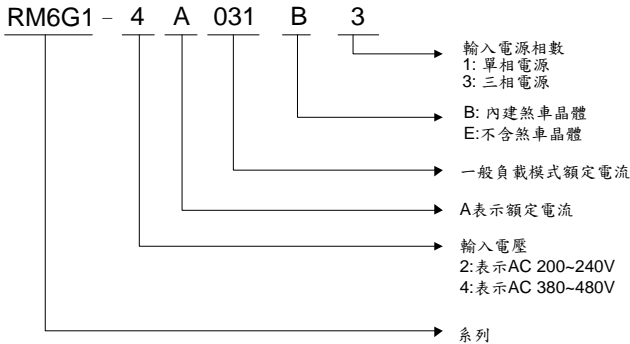 RM6G1 - 4 A 031 B 3
輸入電源相數
1: 單相電源
3: 三相電源
B: 內建煞車晶體
E:不含煞車晶體
一般負載模式額定電流
A表示額定電流
輸入電壓
2:表示AC 200~240V
4:表示AC 380~480V
系列